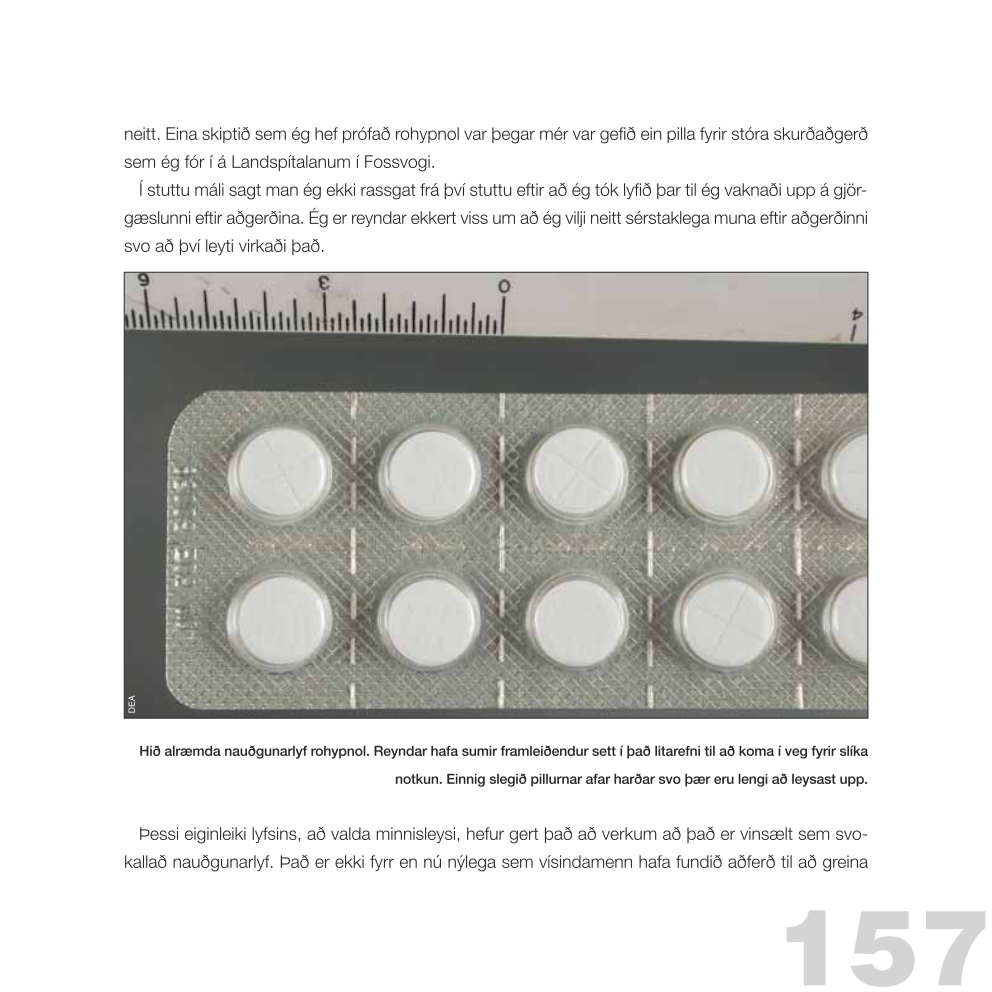 neitt. Eina skiptið sem ég hef prófað rohypnol var þegar mér var gefið ein pilla fyrir stóra skurðaðgerð
sem ég fór í á Landspítalanum í Fossvogi.
Í stuttu máli sagt man ég ekki rassgat frá því stuttu eftir að ég tók lyfið þar til ég vaknaði upp á gjör-
gæslunni eftir aðgerðina. Ég er reyndar ekkert viss um að ég vilji neitt sérstaklega muna eftir aðgerðinni
svo að því leyti virkaði það.
3
0
4
DEA
Hið alræmda nauðgunarlyf rohypnol. Reyndar hafa sumir framleiðendur sett í það litarefni til að koma í veg fyrir slíka
notkun. Einnig slegið pillurnar afar harðar svo þær eru lengi að leysast upp.
Þessi eiginleiki lyfsins, að valda minnisleysi, hefur gert það að verkum að það er vinsælt sem svo-
kallað nauðgunarlyf. Það er ekki fyrr en nú nýlega sem vísindamenn hafa fundið aðferð til að greina
157